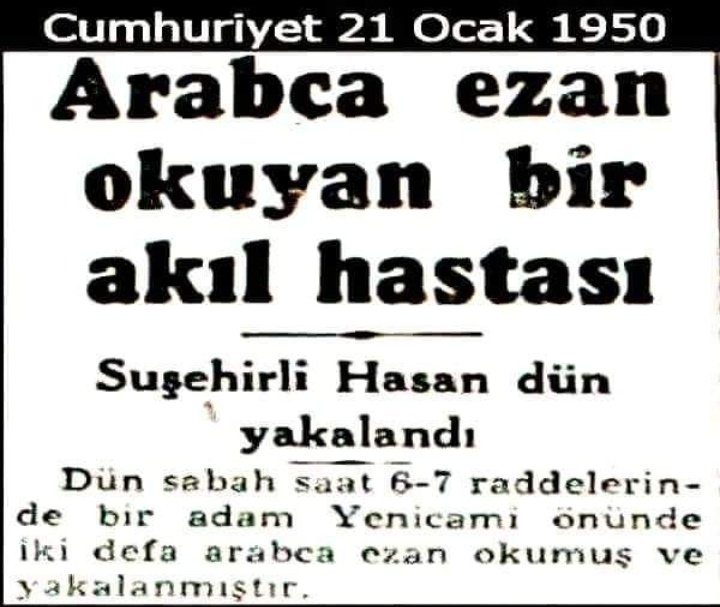 Cumhuriyet 21 Ocak 1950
Arabca ezan
okuyan bir
akıl hastası
Suşehirli Hasan dün
yakalandı
Dün sabah saat 6-7 raddelerin-
de bir adam Yenicami önünde
iki defa arabca ezan okumuş ve
yakalanmıştır.